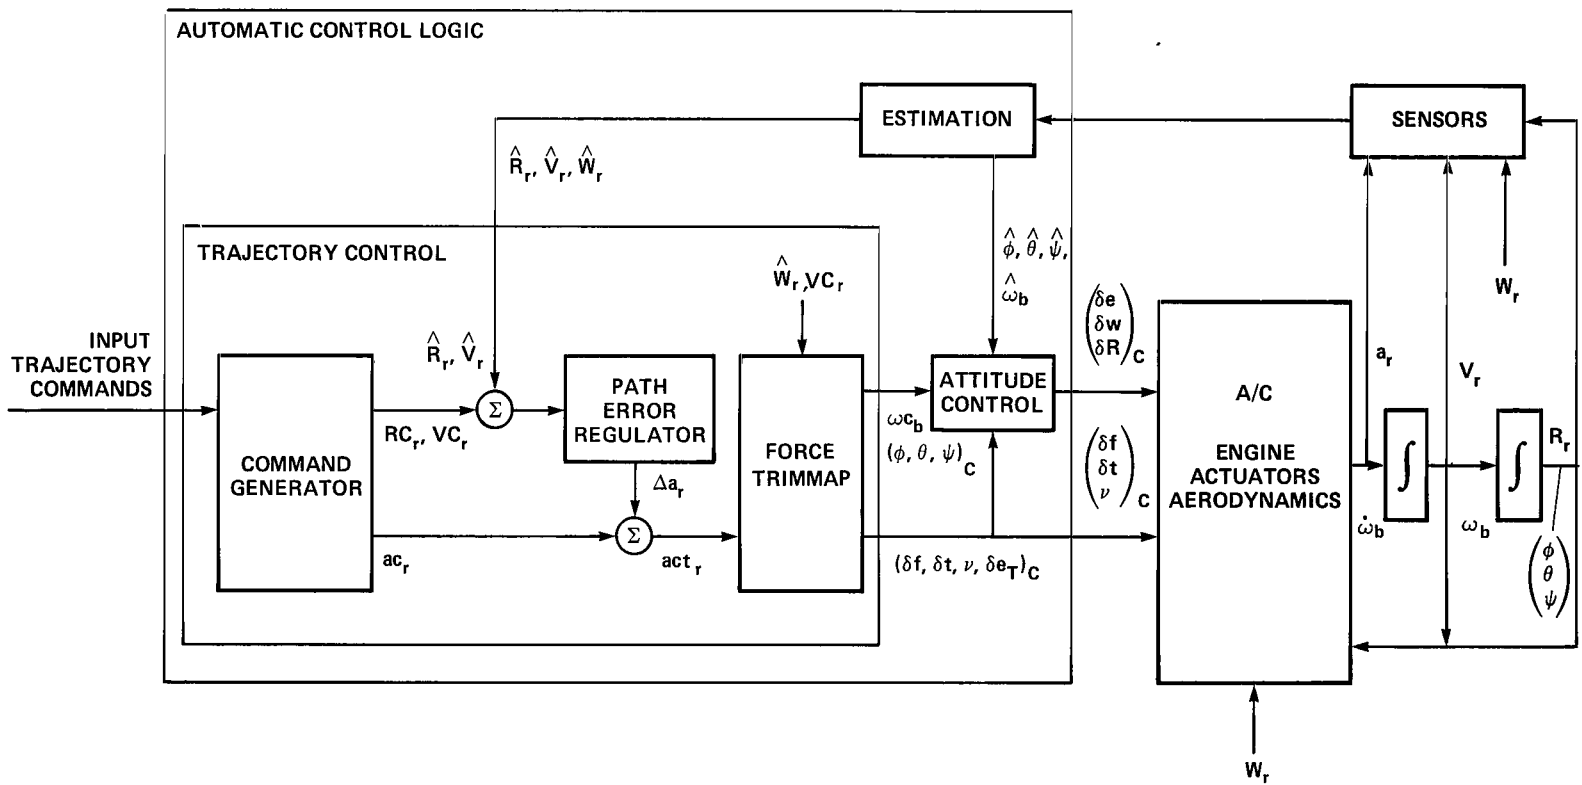 AUTOMATIC CONTROL LOGIC
ESTIMATION
SENSORS
R̂r, V̂r, Ŵr
TRAJECTORY CONTROL
Ŵr, VCr
ϕ̂, θ̂, ψ̂,
ω̂b
Wr
INPUT
TRAJECTORY
COMMANDS
R̂r, V̂r
Σ
PATH
ERROR
REGULATOR
RCr, VCr
COMMAND
GENERATOR
Δar
Σ
acr
actr
FORCE
TRIMMAP
ωcb
(ϕ, θ, ψ)C
ATTITUDE
CONTROL
(δf, δt, ν, δeT)C
(δe
δw
δR)C
(δf
δt
ν)C
A/C
ENGINE
ACTUATORS
AERODYNAMICS
ar
Vr
Rr
∫
∫
ω̇b
ωb
(ϕ
θ
ψ)
Wr